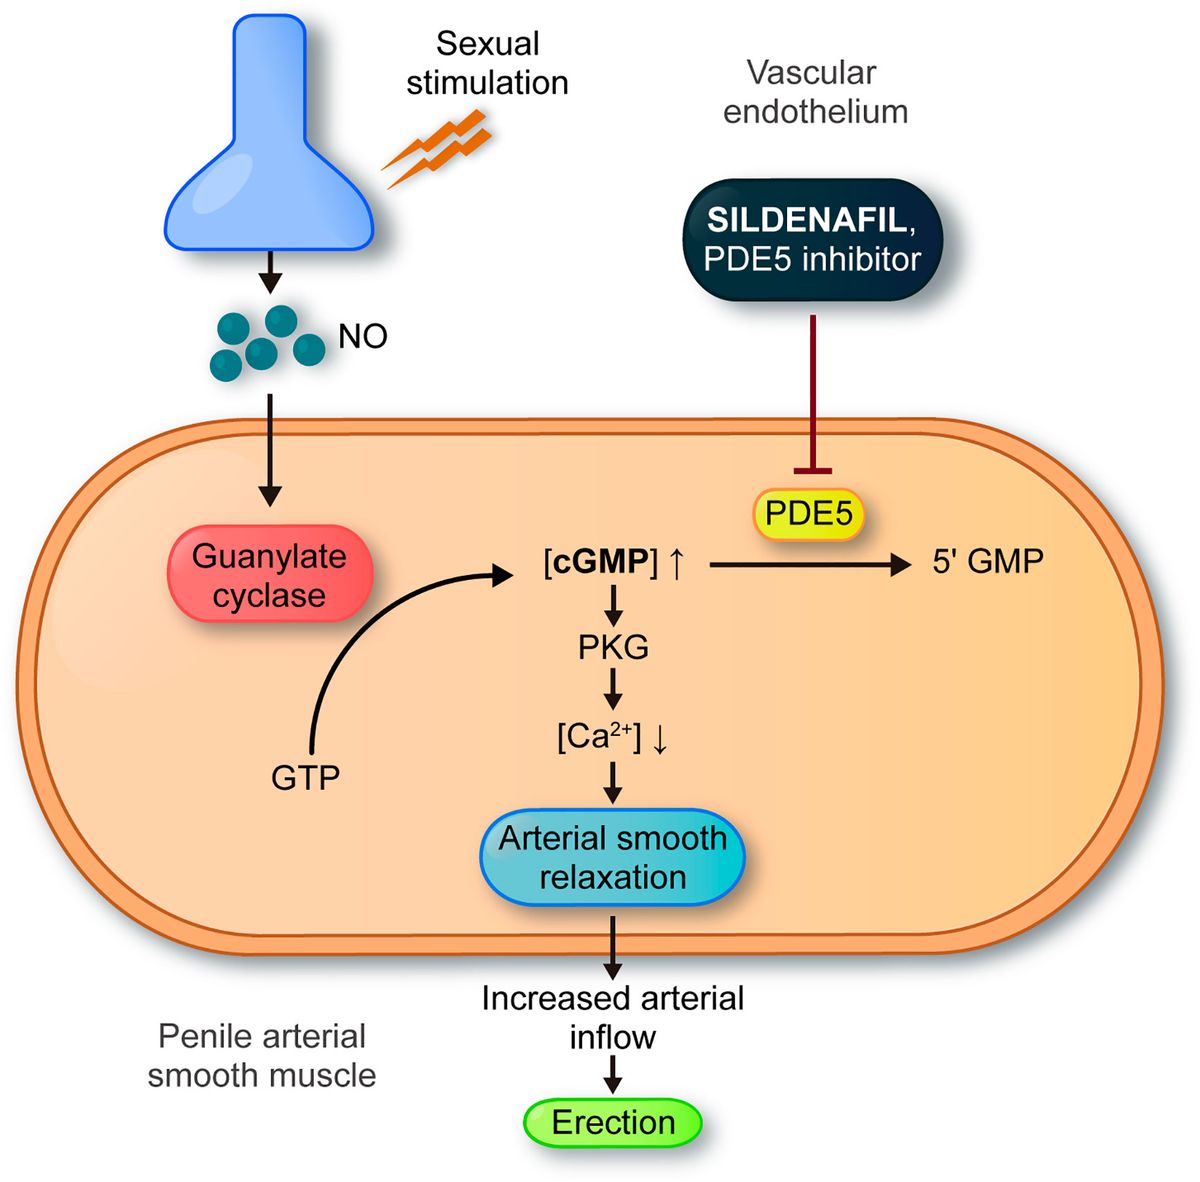 Sexual
stimulation
Vascular
endothelium
SILDENAFIL,
PDE5 inhibitor
NO
PDE5
Guanylate
cyclase
[cGMP] ↑
5' GMP
PKG
[Ca²⁺] ↓
GTP
Arterial smooth
relaxation
Increased arterial
inflow
Penile arterial
smooth muscle
Erection